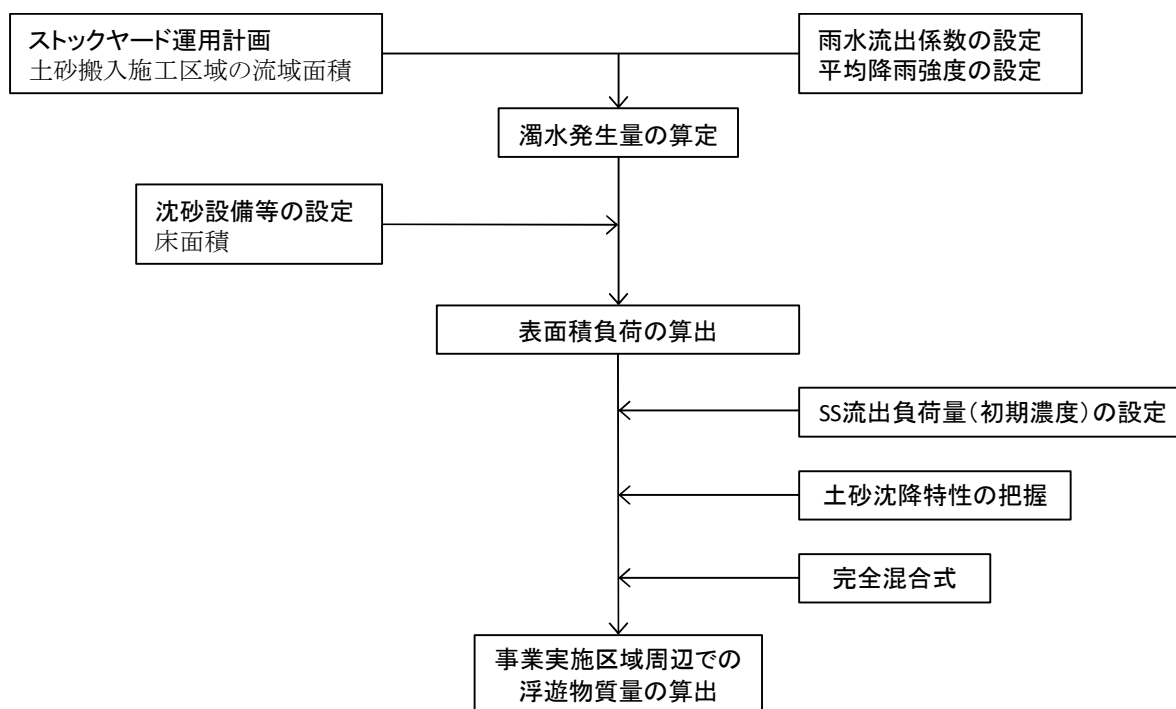 ストックヤード運用計画
土砂搬入施工区域の流域面積
雨水流出係数の設定
平均降雨強度の設定
濁水発生量の算定
沈砂設備等の設定
床面積
表面積負荷の算出
SS流出負荷量(初期濃度)の設定
土砂沈降特性の把握
完全混合式
事業実施区域周辺での
浮遊物質量の算出